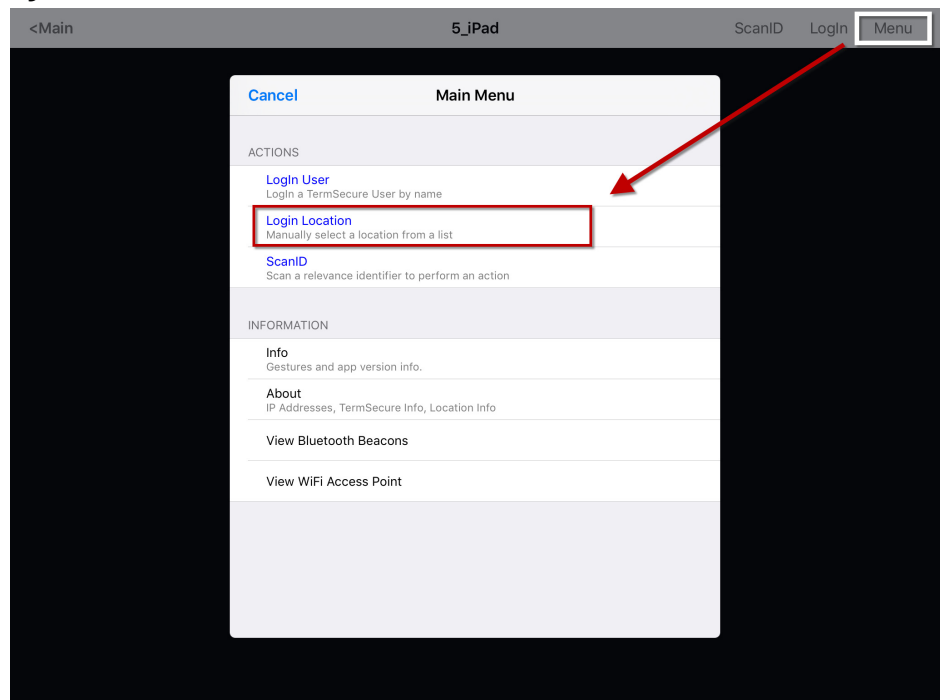 <Main 5_iPad ScanID LogIn Menu
Cancel Main Menu
ACTIONS
LogIn User
LogIn a TermSecure User by name
Login Location
Manually select a location from a list
ScanID
Scan a relevance identifier to perform an action
INFORMATION
Info
Gestures and app version info.
About
IP Addresses, TermSecure Info, Location Info
View Bluetooth Beacons
View WiFi Access Point